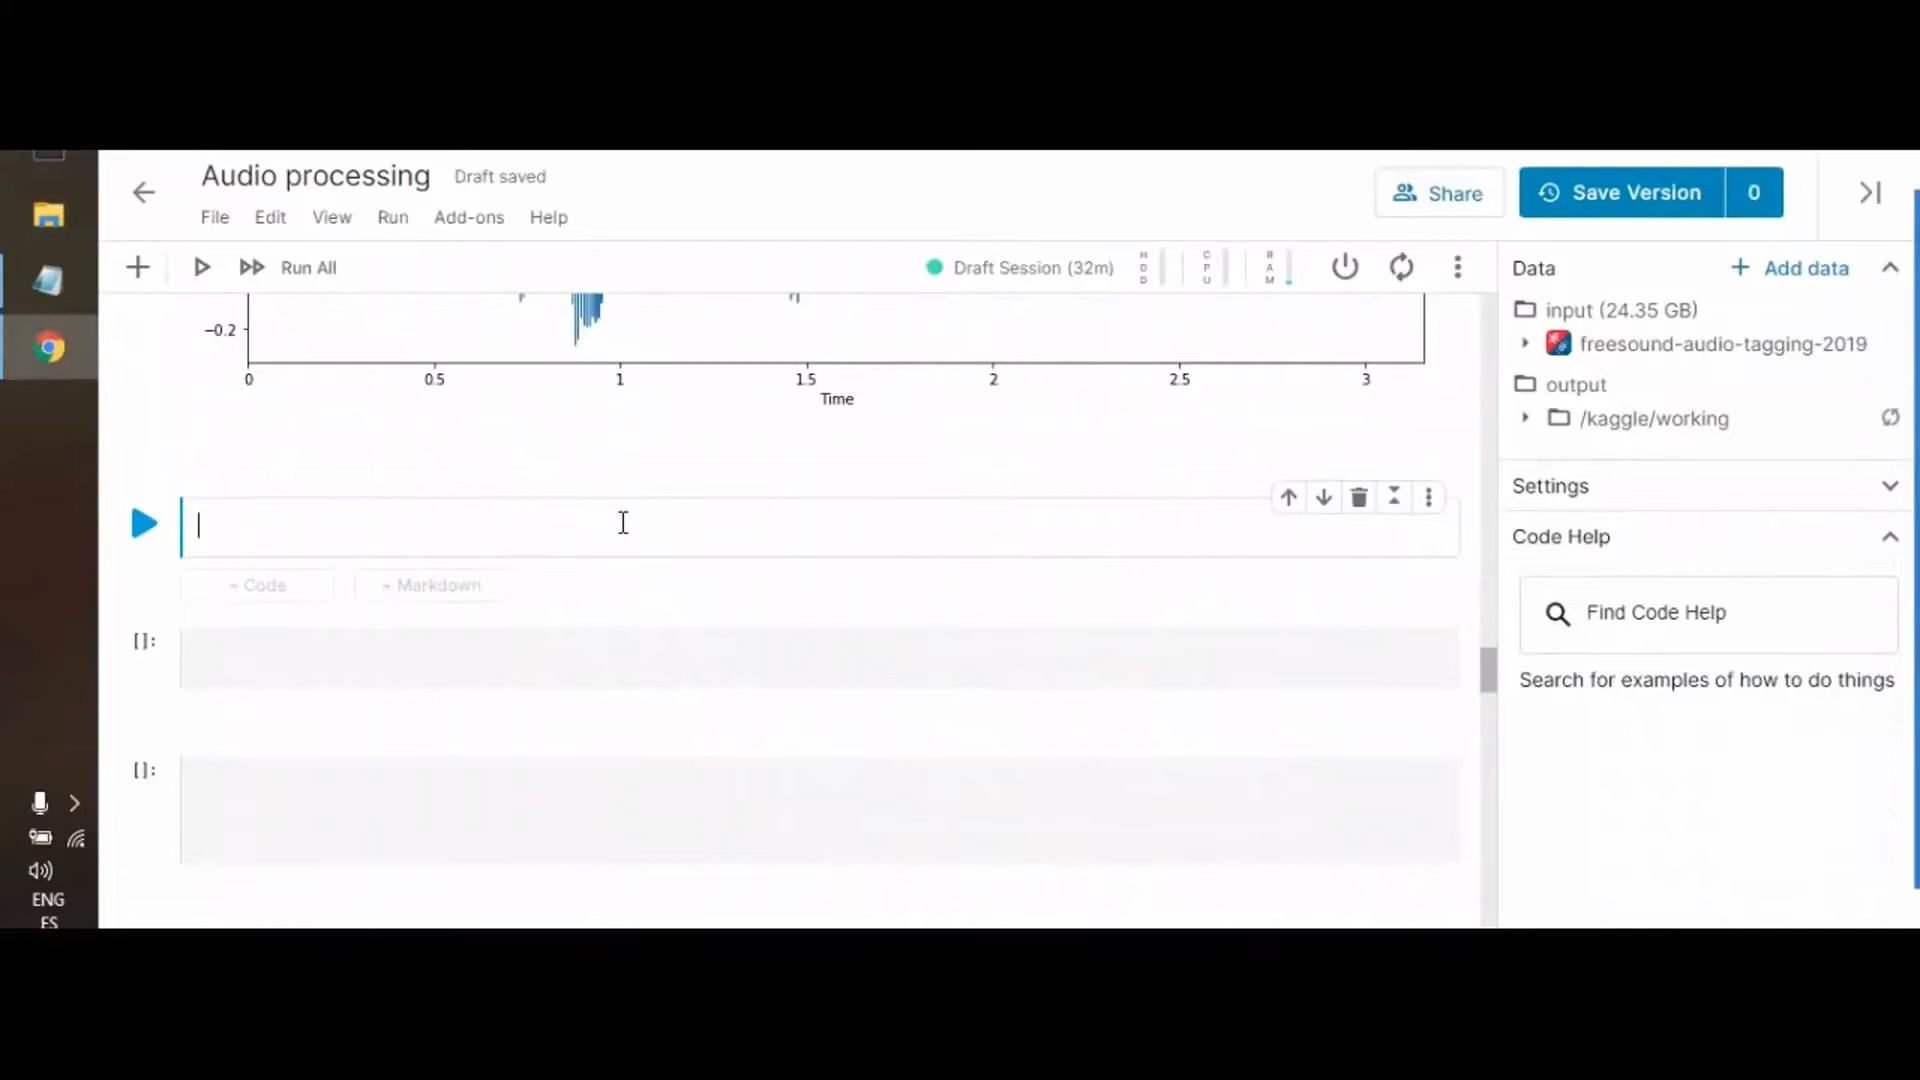 Audio processing Draft saved
File Edit View Run Add-ons Help
Share
Save Version 0
Run All
Draft Session (32m)
HDD
CPU
RAM
−0.2
0 0.5 1 1.5 2 2.5 3
Time
+ Code + Markdown
[]:
[]:
Data
+ Add data
input (24.35 GB)
freesound-audio-tagging-2019
output
/kaggle/working
Settings
Code Help
Find Code Help
Search for examples of how to do things
ENG
ES